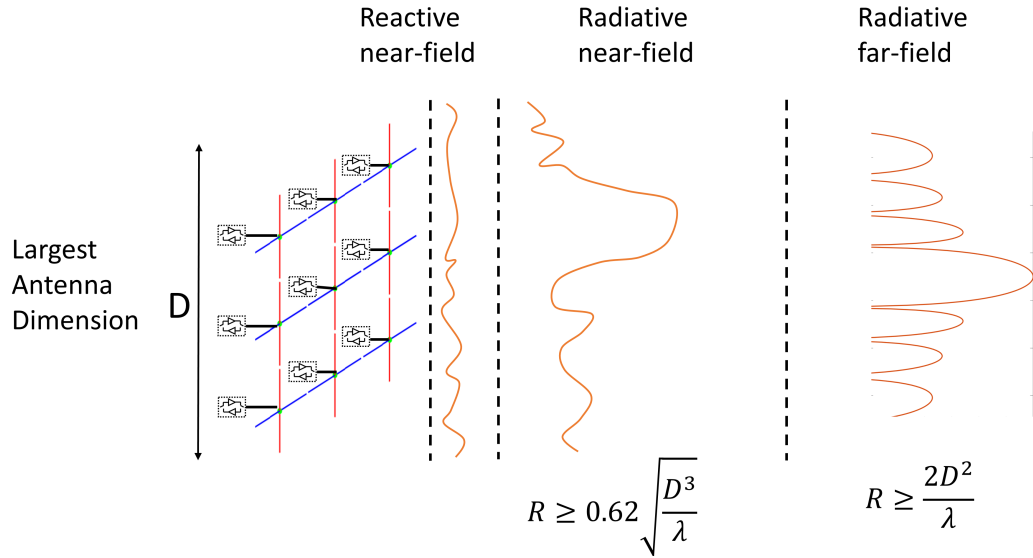 Reactive
near-field
Radiative
near-field
Radiative
far-field
Largest
Antenna
Dimension
D
R ≥ 0.62 √(D³/λ)
R ≥ 2D²/λ